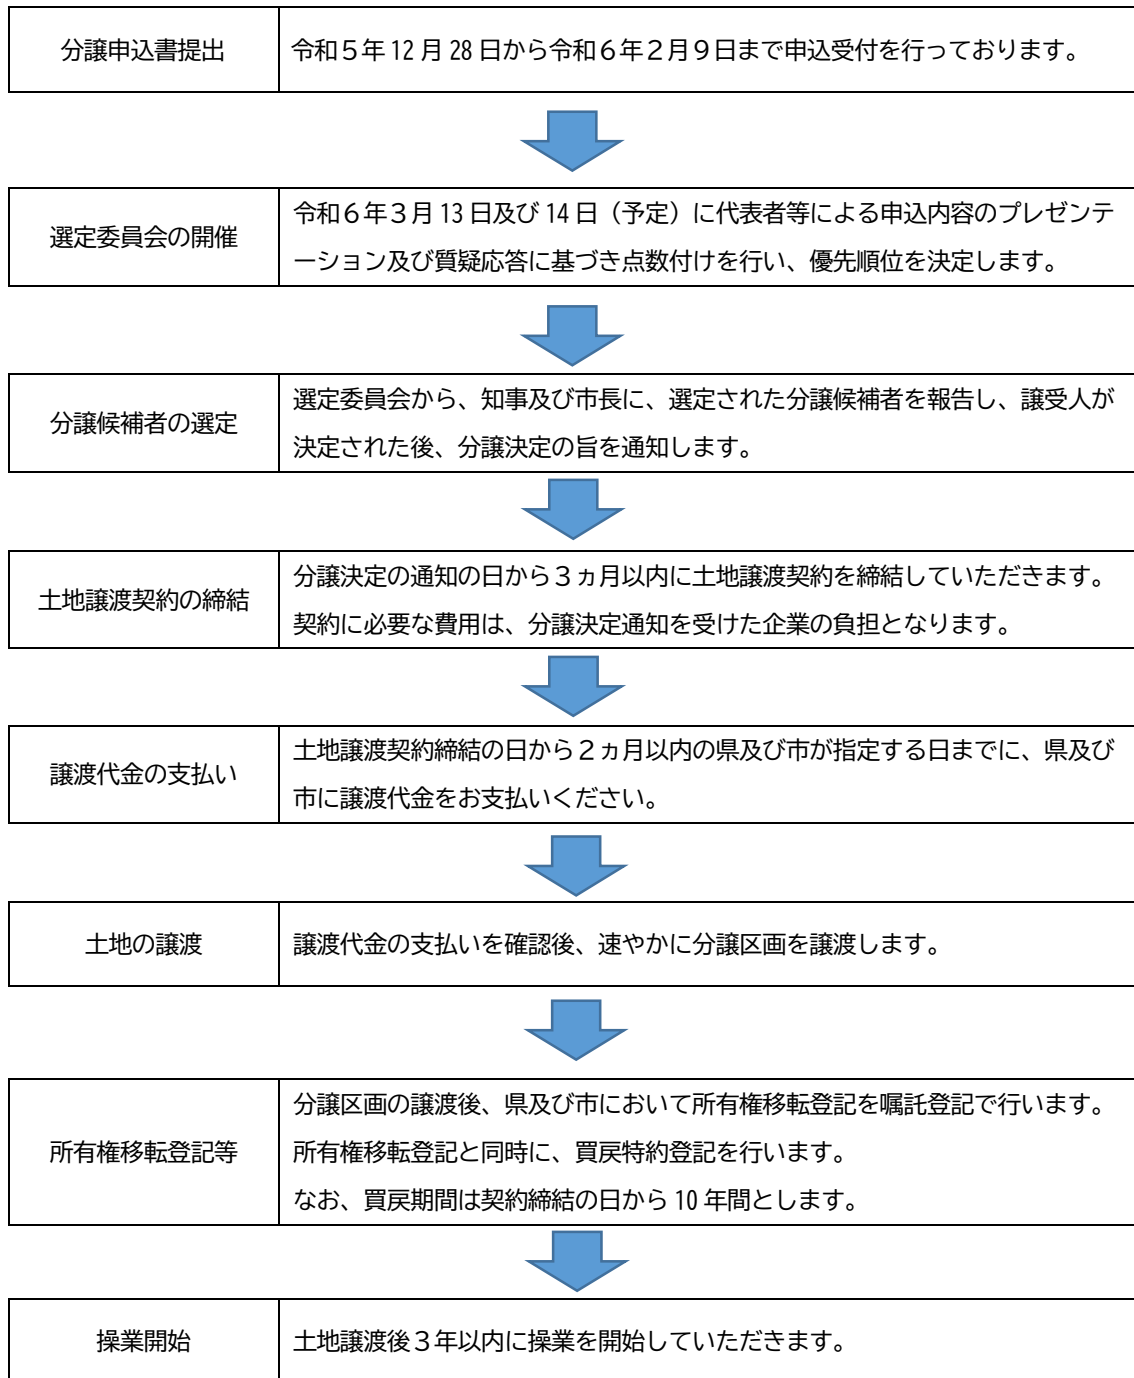 分譲申込書提出
令和５年 12 月 28 日から令和６年２月９日まで申込受付を行っております。
選定委員会の開催
令和６年３月 13 日及び 14 日（予定）に代表者等による申込内容のプレゼンテ
ーション及び質疑応答に基づき点数付けを行い、優先順位を決定します。
分譲候補者の選定
選定委員会から、知事及び市長に、選定された分譲候補者を報告し、譲受人が
決定された後、分譲決定の旨を通知します。
土地譲渡契約の締結
分譲決定の通知の日から３ヵ月以内に土地譲渡契約を締結していただきます。
契約に必要な費用は、分譲決定通知を受けた企業の負担となります。
譲渡代金の支払い
土地譲渡契約締結の日から２ヵ月以内の県及び市が指定する日までに、県及び
市に譲渡代金をお支払いください。
土地の譲渡
譲渡代金の支払いを確認後、速やかに分譲区画を譲渡します。
所有権移転登記等
分譲区画の譲渡後、県及び市において所有権移転登記を嘱託登記で行います。
所有権移転登記と同時に、買戻特約登記を行います。
なお、買戻期間は契約締結の日から 10 年間とします。
操業開始
土地譲渡後３年以内に操業を開始していただきます。